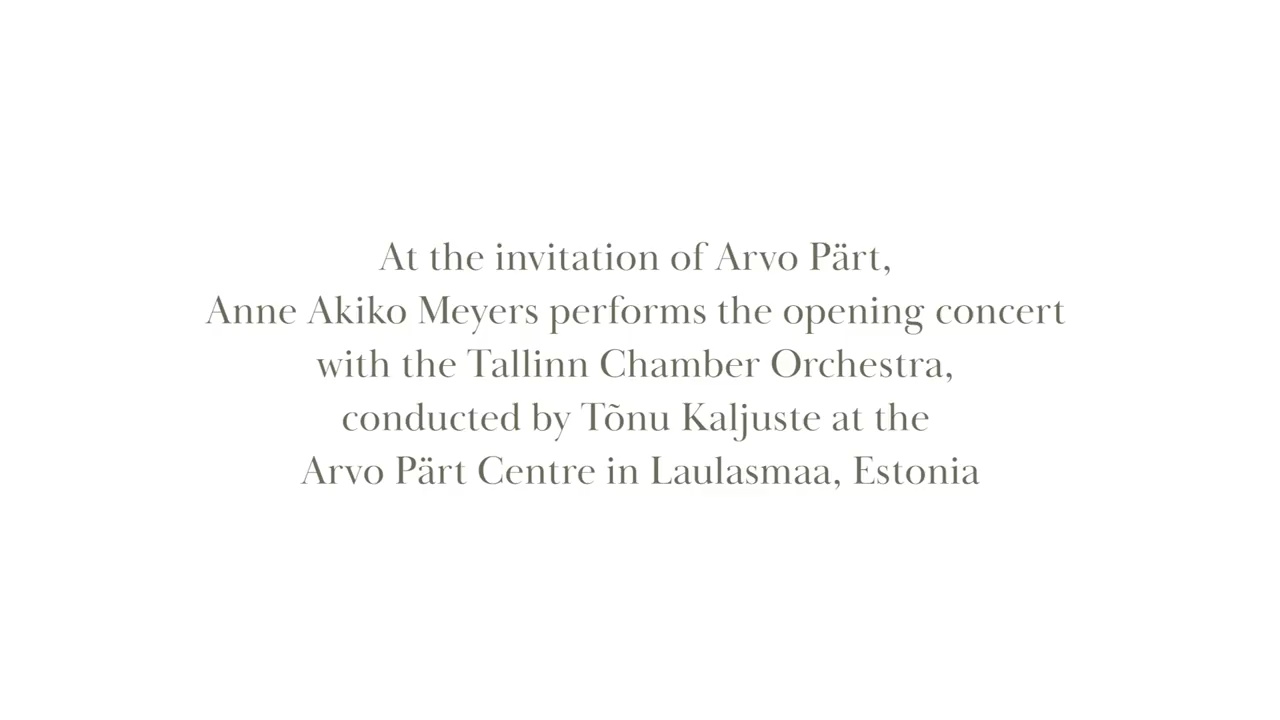 At the invitation of Arvo Pärt,
Anne Akiko Meyers performs the opening concert
with the Tallinn Chamber Orchestra,
conducted by Tõnu Kaljuste at the
Arvo Pärt Centre in Laulasmaa, Estonia